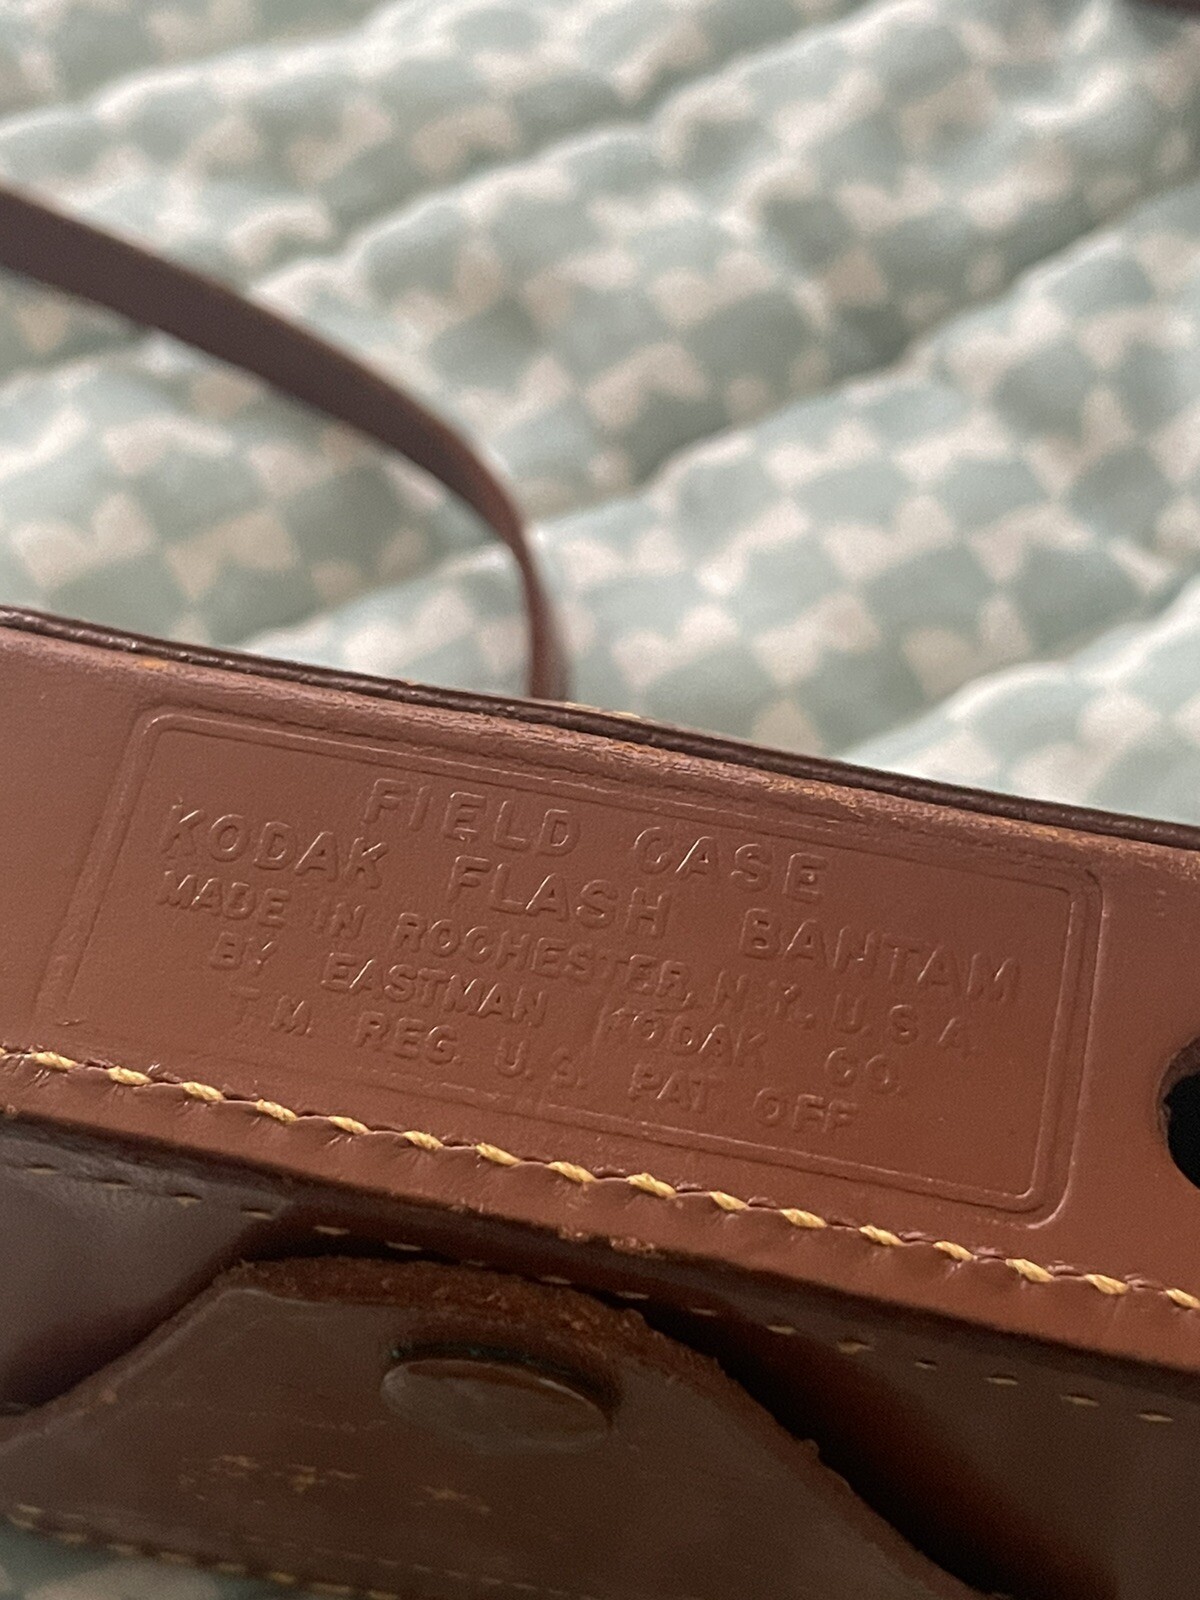 FIELD CASE
KODAK FLASH BANTAM
MADE IN ROCHESTER, N.Y., U.S.A.
BY EASTMAN KODAK CO.
T.M. REG. U.S. PAT. OFF.